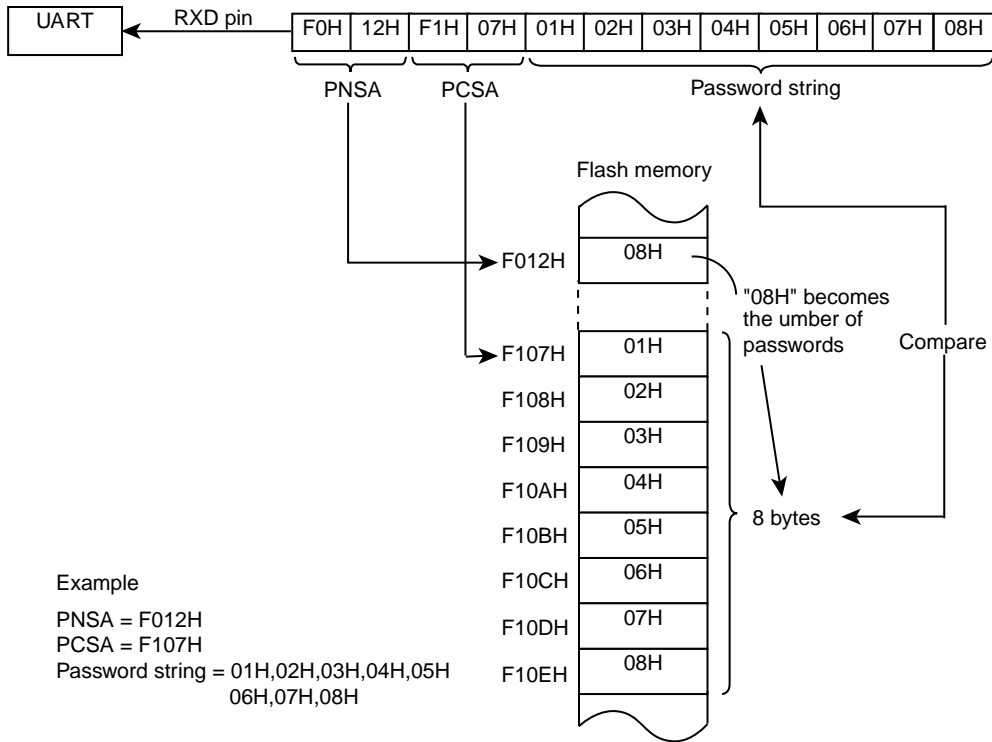 UART
RXD pin
F0H 12H F1H 07H 01H 02H 03H 04H 05H 06H 07H 08H
PNSA PCSA Password string
Flash memory
F012H 08H
"08H" becomes
the umber of
passwords
Compare
F107H 01H
F108H 02H
F109H 03H
F10AH 04H
F10BH 05H
8 bytes
F10CH 06H
F10DH 07H
F10EH 08H
Example
PNSA = F012H
PCSA = F107H
Password string = 01H,02H,03H,04H,05H
06H,07H,08H